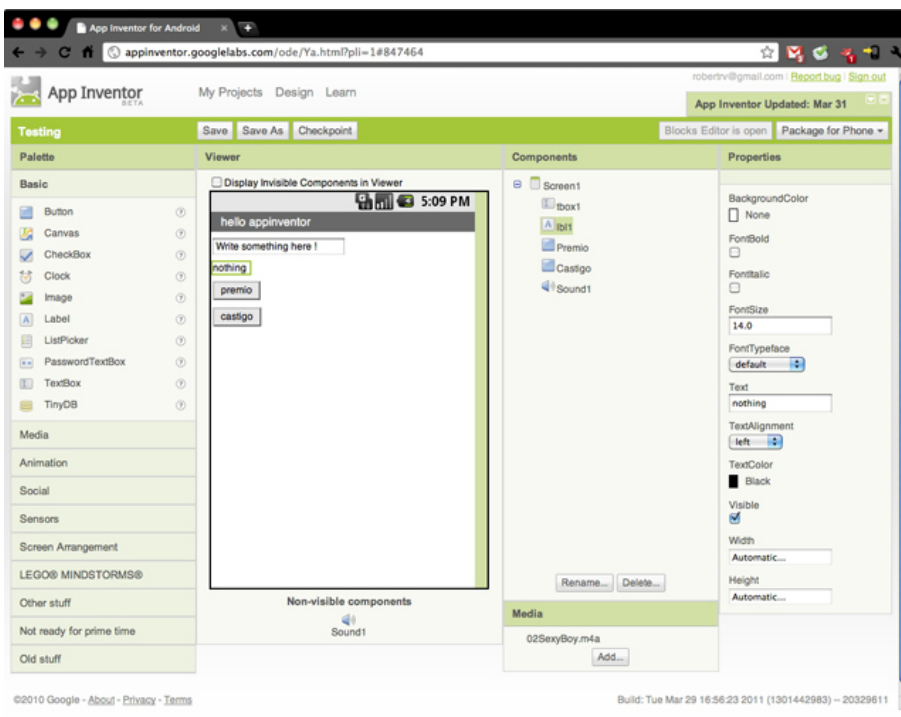 App Inventor for Android
appinventor.googlelabs.com/ode/Ya.html?pli=1#847464
robertrv@gmail.com | Report bug | Sign out
App Inventor
BETA
My Projects Design Learn
App Inventor Updated: Mar 31
Testing
Save Save As Checkpoint
Blocks Editor is open Package for Phone
Palette
Basic
Button
Canvas
CheckBox
Clock
Image
Label
ListPicker
PasswordTextBox
TextBox
TinyDB
Media
Animation
Social
Sensors
Screen Arrangement
LEGO® MINDSTORMS®
Other stuff
Not ready for prime time
Old stuff
Viewer
Display Invisible Components in Viewer
5:09 PM
hello appinventor
Write something here !
nothing
premio
castigo
Non-visible components
Sound1
Components
Screen1
tbox1
lbl1
Premio
Castigo
Sound1
Rename... Delete...
Media
02SexyBoy.m4a
Add...
Properties
BackgroundColor
None
FontBold
FontItalic
FontSize
14.0
FontTypeface
default
Text
nothing
TextAlignment
left
TextColor
Black
Visible
Width
Automatic...
Height
Automatic...
©2010 Google - About - Privacy - Terms
Build: Tue Mar 29 16:56:23 2011 (1301442983) -- 20329611